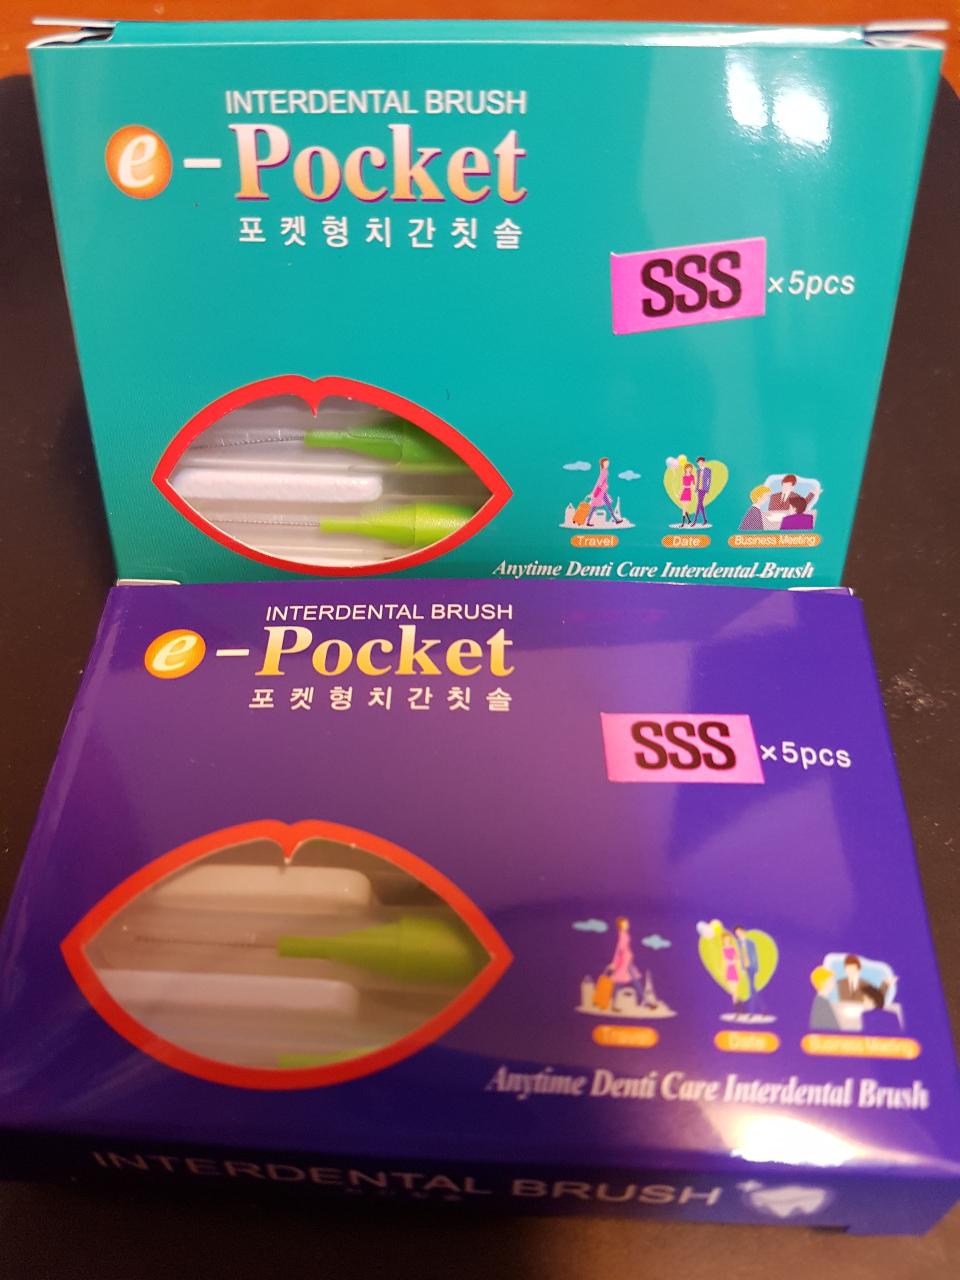 INTERDENTAL BRUSH
e-Pocket
포켓형치간칫솔
SSS ×5pcs
Travel Date Business Meeting
Anytime Denti Care Interdental Brush
INTERDENTAL BRUSH
e-Pocket
포켓형치간칫솔
SSS ×5pcs
Travel Date Business Meeting
Anytime Denti Care Interdental Brush
INTERDENTAL BRUSH